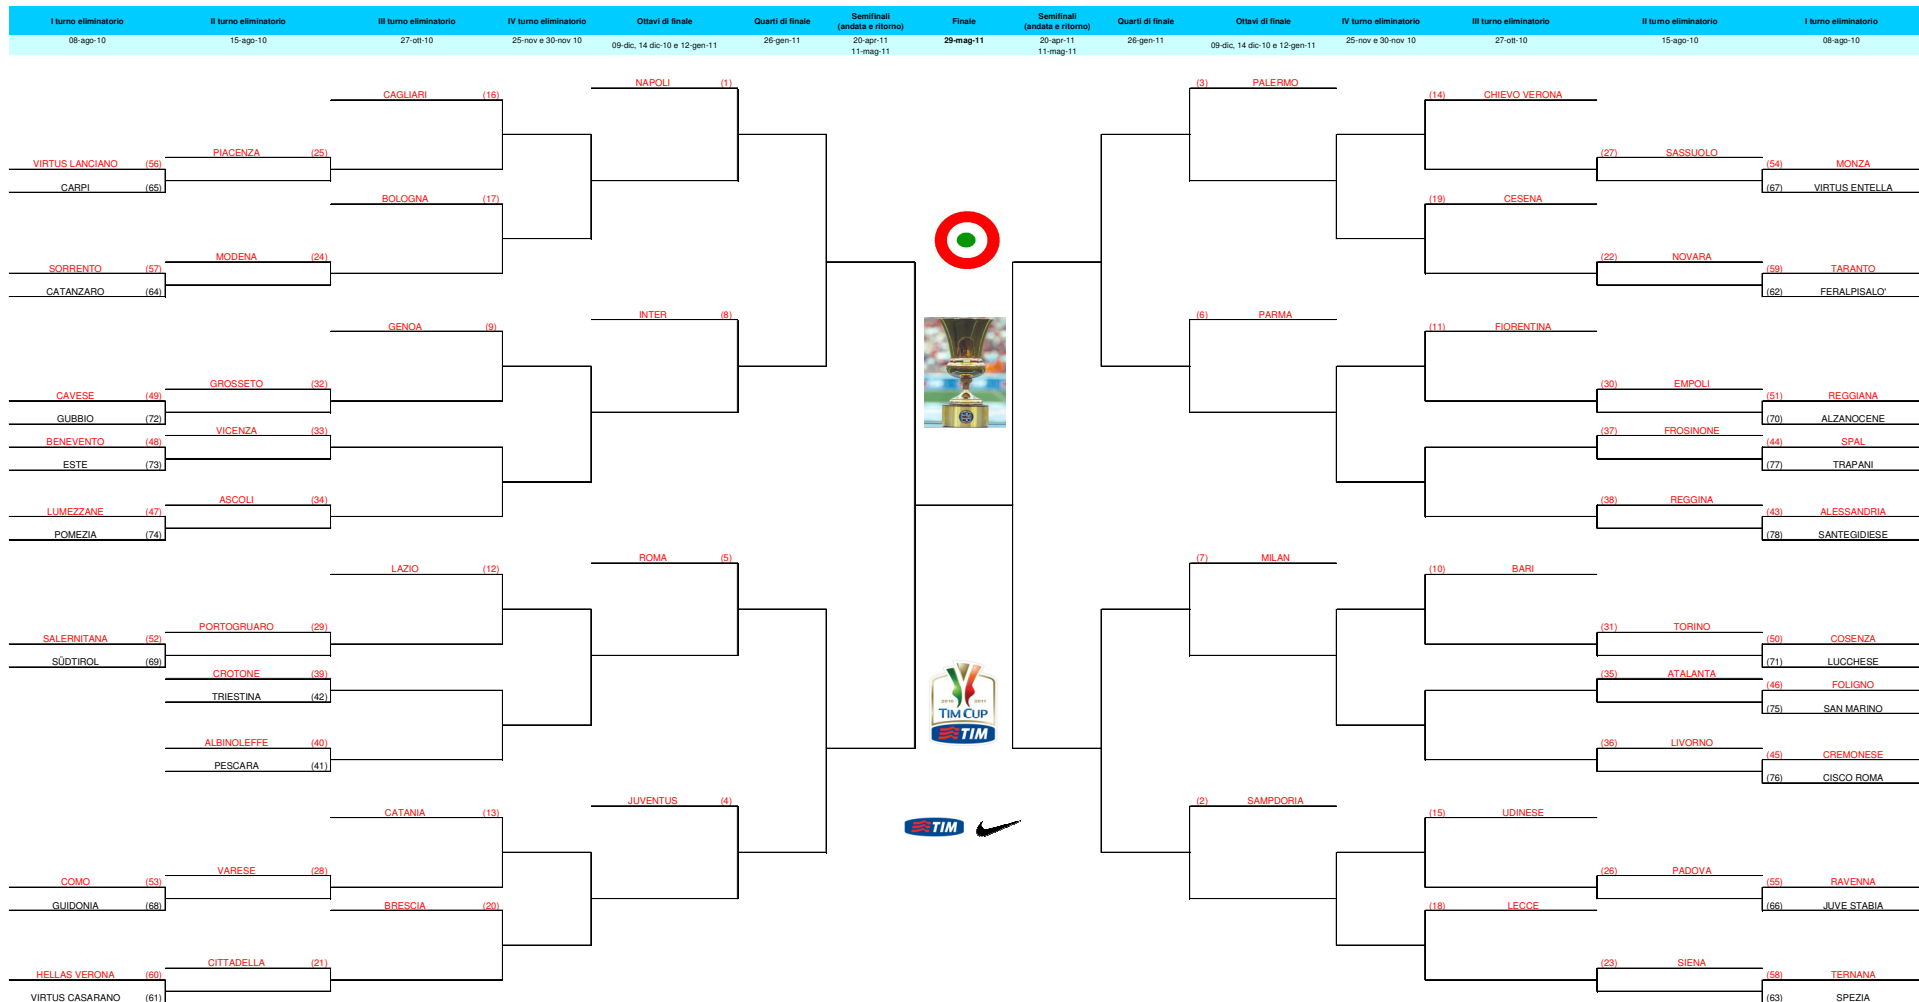 I turno eliminatorio II turno eliminatorio III turno eliminatorio IV turno eliminatorio Ottavi di finale Quarti di finale Semifinali (andata e ritorno) Finale Semifinali (andata e ritorno) Quarti di finale Ottavi di finale IV turno eliminatorio III turno eliminatorio II turno eliminatorio I turno eliminatorio
08-ago-10 15-ago-10 27-ott-10 25-nov e 30-nov 10 09-dic, 14 dic-10 e 12-gen-11 26-gen-11 20-apr-11 29-mag-11 20-apr-11 26-gen-11 09-dic, 14 dic-10 e 12-gen-11 25-nov e 30-nov 10 27-ott-10 15-ago-10 08-ago-10
11-mag-11 11-mag-11
NAPOLI (1) (3) PALERMO
CAGLIARI (16) (14) CHIEVO VERONA
PIACENZA (25) (27) SASSUOLO
VIRTUS LANCIANO (56) (54) MONZA
CARPI (65) (67) VIRTUS ENTELLA
BOLOGNA (17) (19) CESENA
MODENA (24) (22) NOVARA
SORRENTO (57) (59) TARANTO
CATANZARO (64) (62) FERALPISALO'
INTER (8) (6) PARMA
GENOA (9) (11) FIORENTINA
GROSSETO (32) (30) EMPOLI
CAVESE (49) (51) REGGIANA
GUBBIO (72) (70) ALZANOCENE
VICENZA (33) (37) FROSINONE
BENEVENTO (48) (44) SPAL
ESTE (73) (77) TRAPANI
ASCOLI (34) (38) REGGINA
LUMEZZANE (47) (43) ALESSANDRIA
POMEZIA (74) (78) SANTEGIDIESE
ROMA (5) (7) MILAN
LAZIO (12) (10) BARI
PORTOGRUARO (29) (31) TORINO
SALERNITANA (52) (50) COSENZA
SÜDTIROL (69) (71) LUCCHESE
CROTONE (39) (35) ATALANTA
(46) FOLIGNO
TRIESTINA (42)
2010 2011
(75) SAN MARINO
TIM CUP
TIM
ALBINOLEFFE (40) (36) LIVORNO
(45) CREMONESE
PESCARA (41)
(76) CISCO ROMA
JUVENTUS (4) (2) SAMPDORIA
CATANIA (13) (15) UDINESE
TIM
VARESE (28) (26) PADOVA
COMO (53) (55) RAVENNA
GUIDONIA (68) (66) JUVE STABIA
BRESCIA (20) (18) LECCE
CITTADELLA (21) (23) SIENA
HELLAS VERONA (60) (58) TERNANA
VIRTUS CASARANO (61) (63) SPEZIA